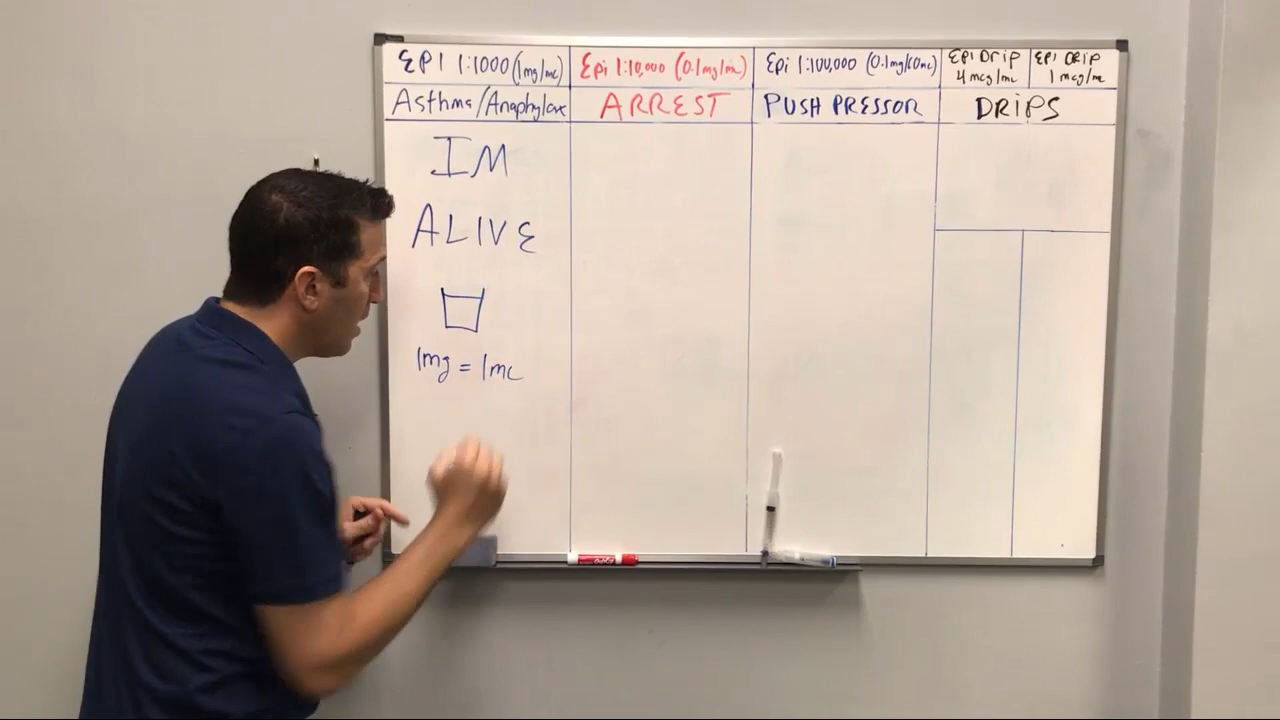 EPI 1:1000 (1mg/mL)
Epi 1:10,000 (0.1mg/mL)
Epi 1:100,000 (0.1mg/10mL)
EPI Drip
4 mcg/mL
EPI DRIP
1 mcg/mL
Asthma/Anaphylaxis
ARREST
PUSH PRESSOR
DRIPS
IM
ALIVE
1mg = 1mL